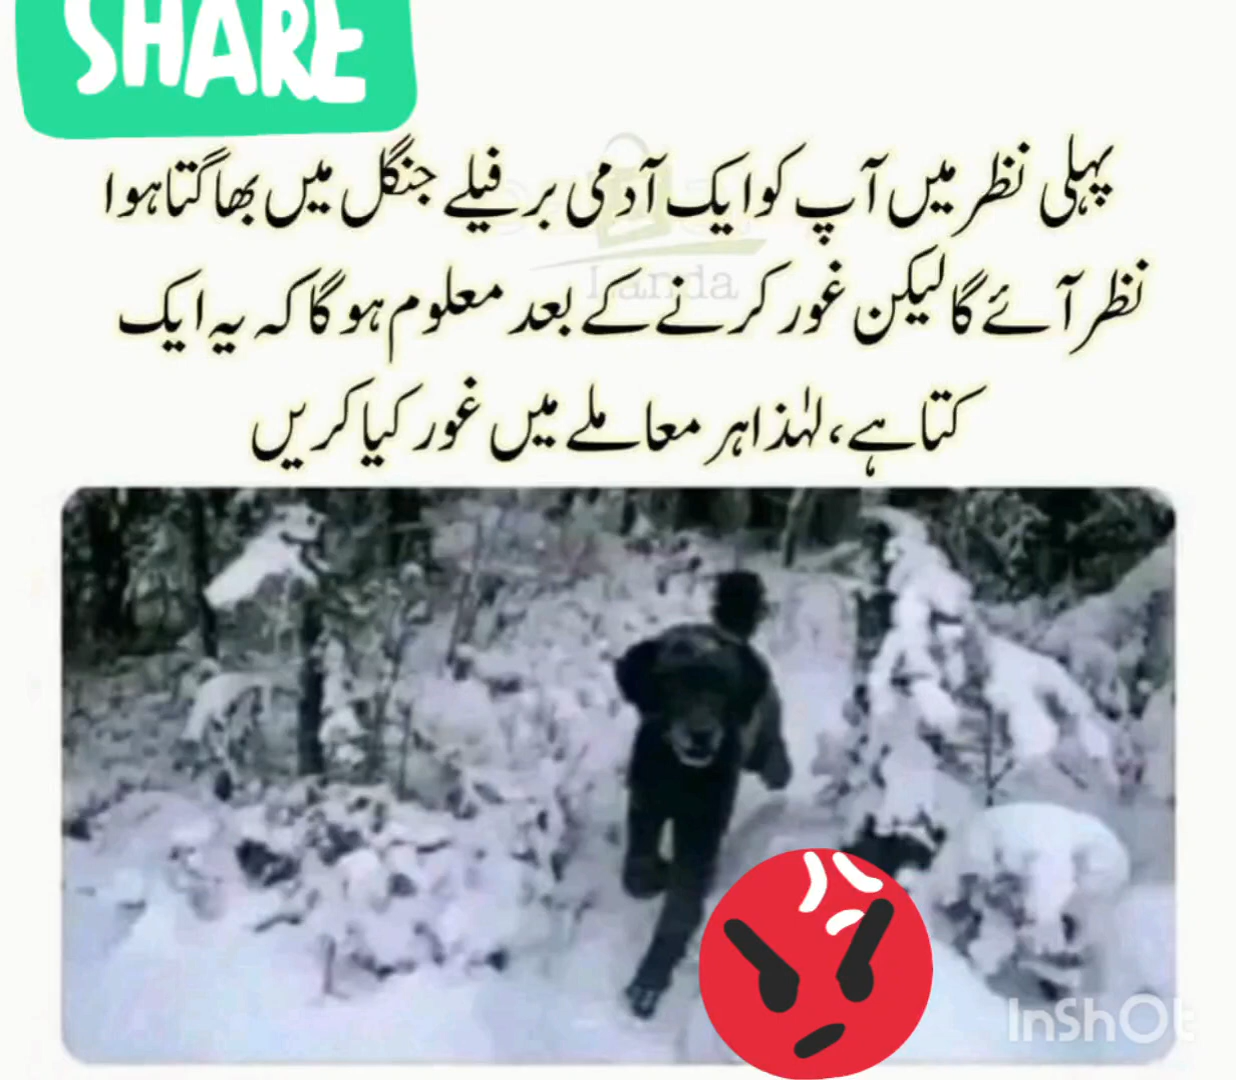 SHARE
پہلی نظر میں آپ کو ایک آدمی برفیلے جنگل میں بھاگتا ہوا
نظر آئے گا لیکن غور کرنے کے بعد معلوم ہو گا کہ یہ ایک
کتا ہے، لہٰذا ہر معاملے میں غور کیا کریں
Landa
InShOt